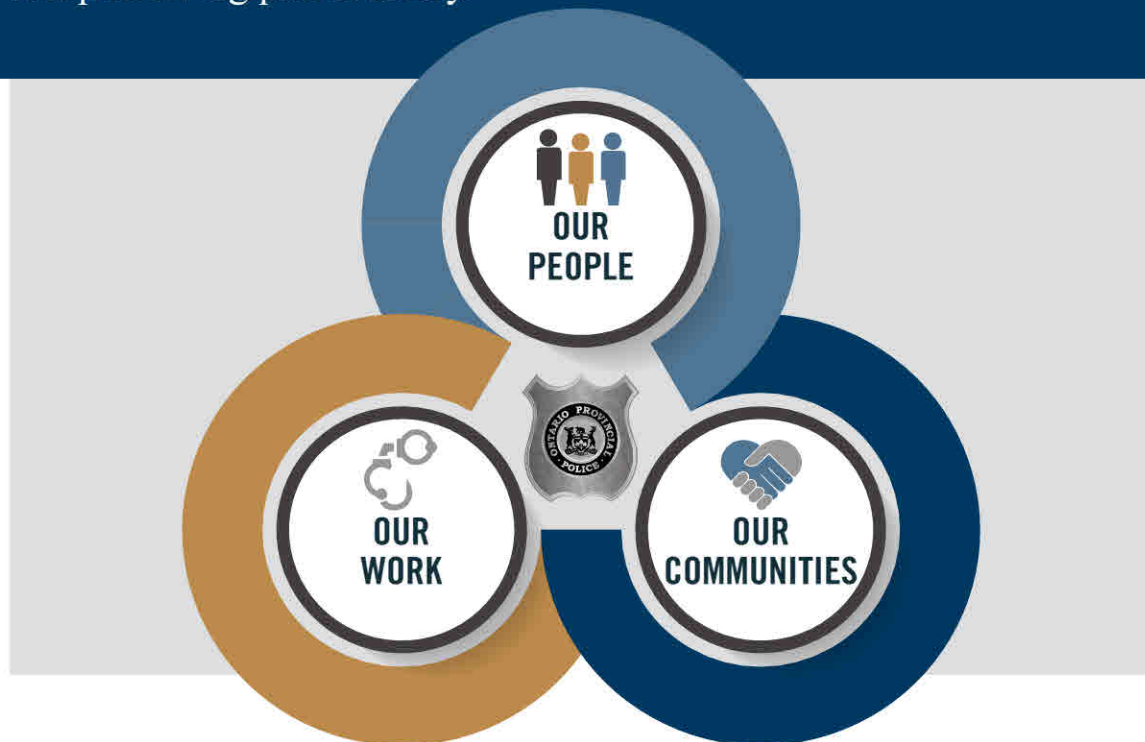 OUR
PEOPLE
ONTARIO PROVINCIAL
· POLICE ·
OUR
WORK
OUR
COMMUNITIES